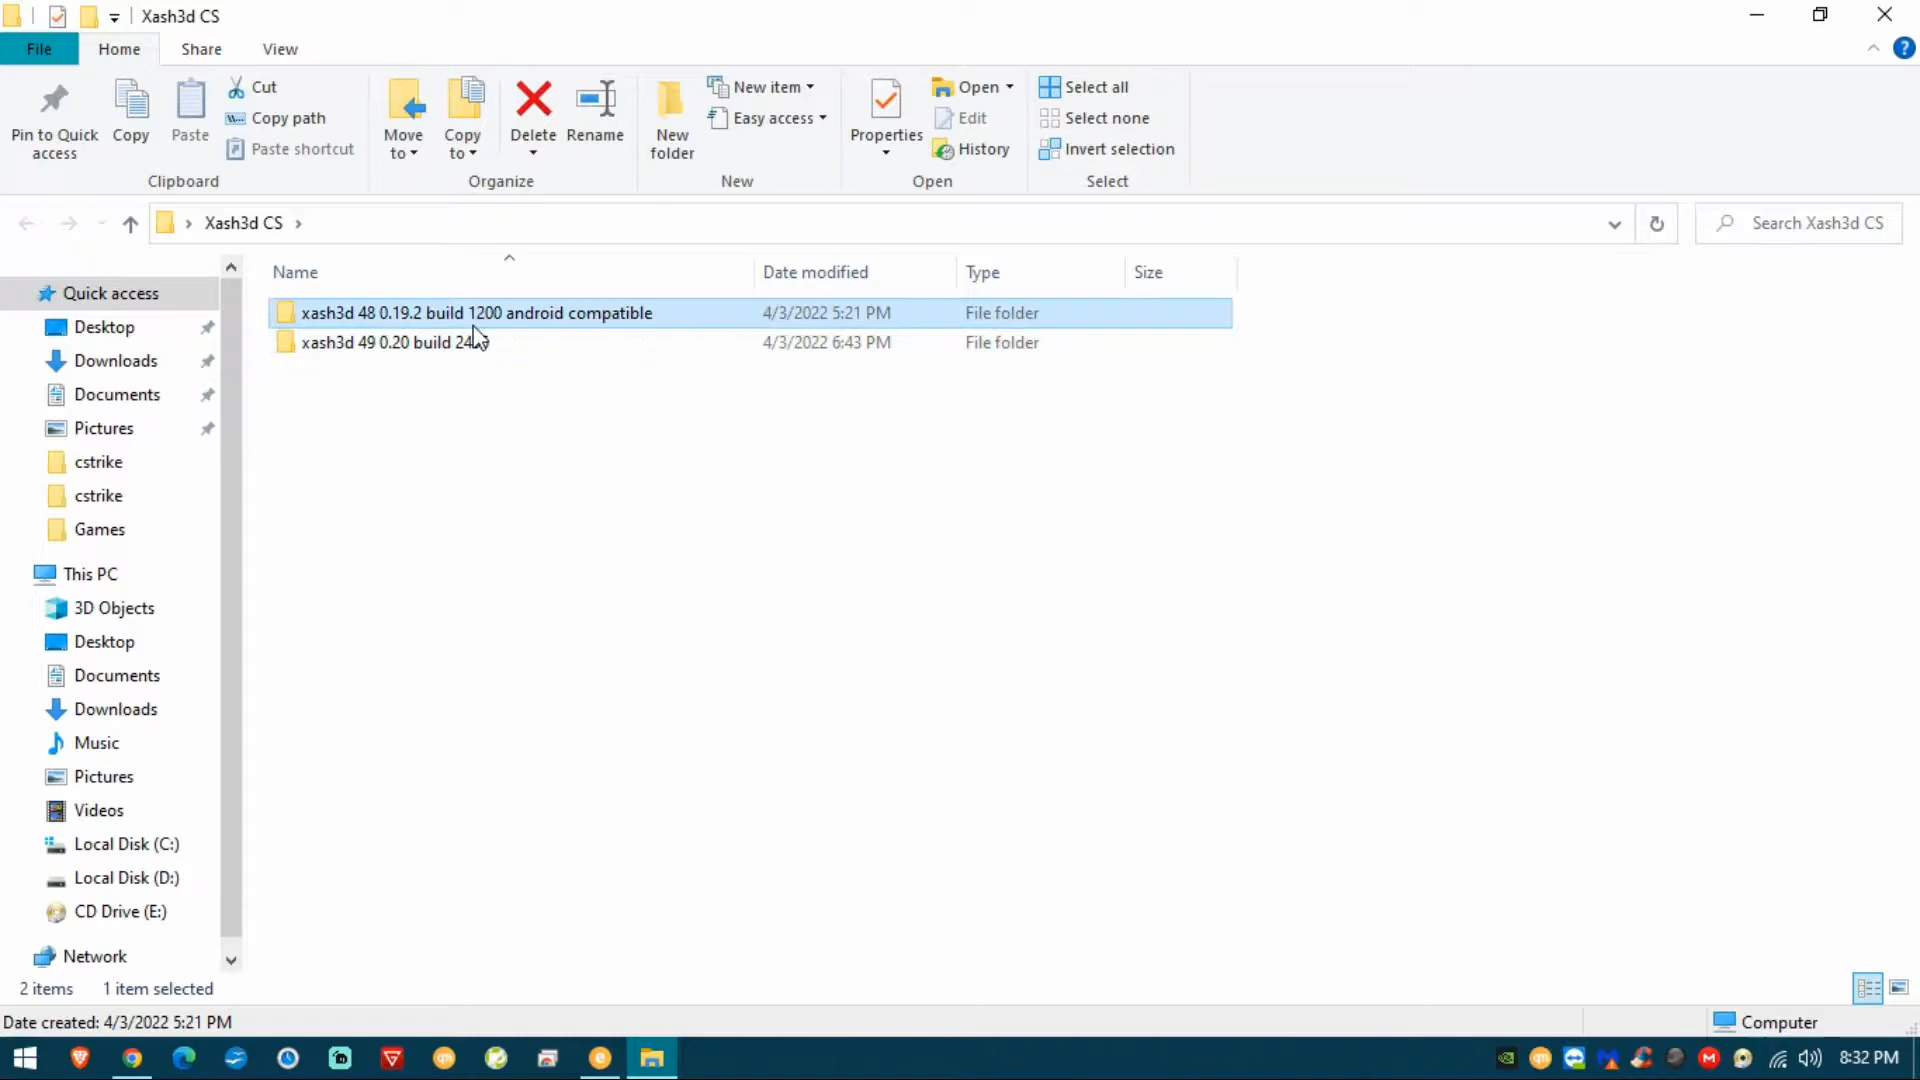 Xash3d CS
File
Home
Share
View
Pin to Quick access
Copy
Paste
Cut
Copy path
Paste shortcut
Clipboard
Move to
Copy to
Delete
Rename
Organize
New folder
New item
Easy access
New
Properties
Open
Edit
History
Open
Select all
Select none
Invert selection
Select
Xash3d CS
Search Xash3d CS
Name
Date modified
Type
Size
xash3d 48 0.19.2 build 1200 android compatible
4/3/2022 5:21 PM
File folder
xash3d 49 0.20 build
4/3/2022 6:43 PM
File folder
Quick access
Desktop
Downloads
Documents
Pictures
cstrike
cstrike
Games
This PC
3D Objects
Desktop
Documents
Downloads
Music
Pictures
Videos
Local Disk (C:)
Local Disk (D:)
CD Drive (E:)
Network
2 items
1 item selected
Date created: 4/3/2022 5:21 PM
Computer
8:32 PM